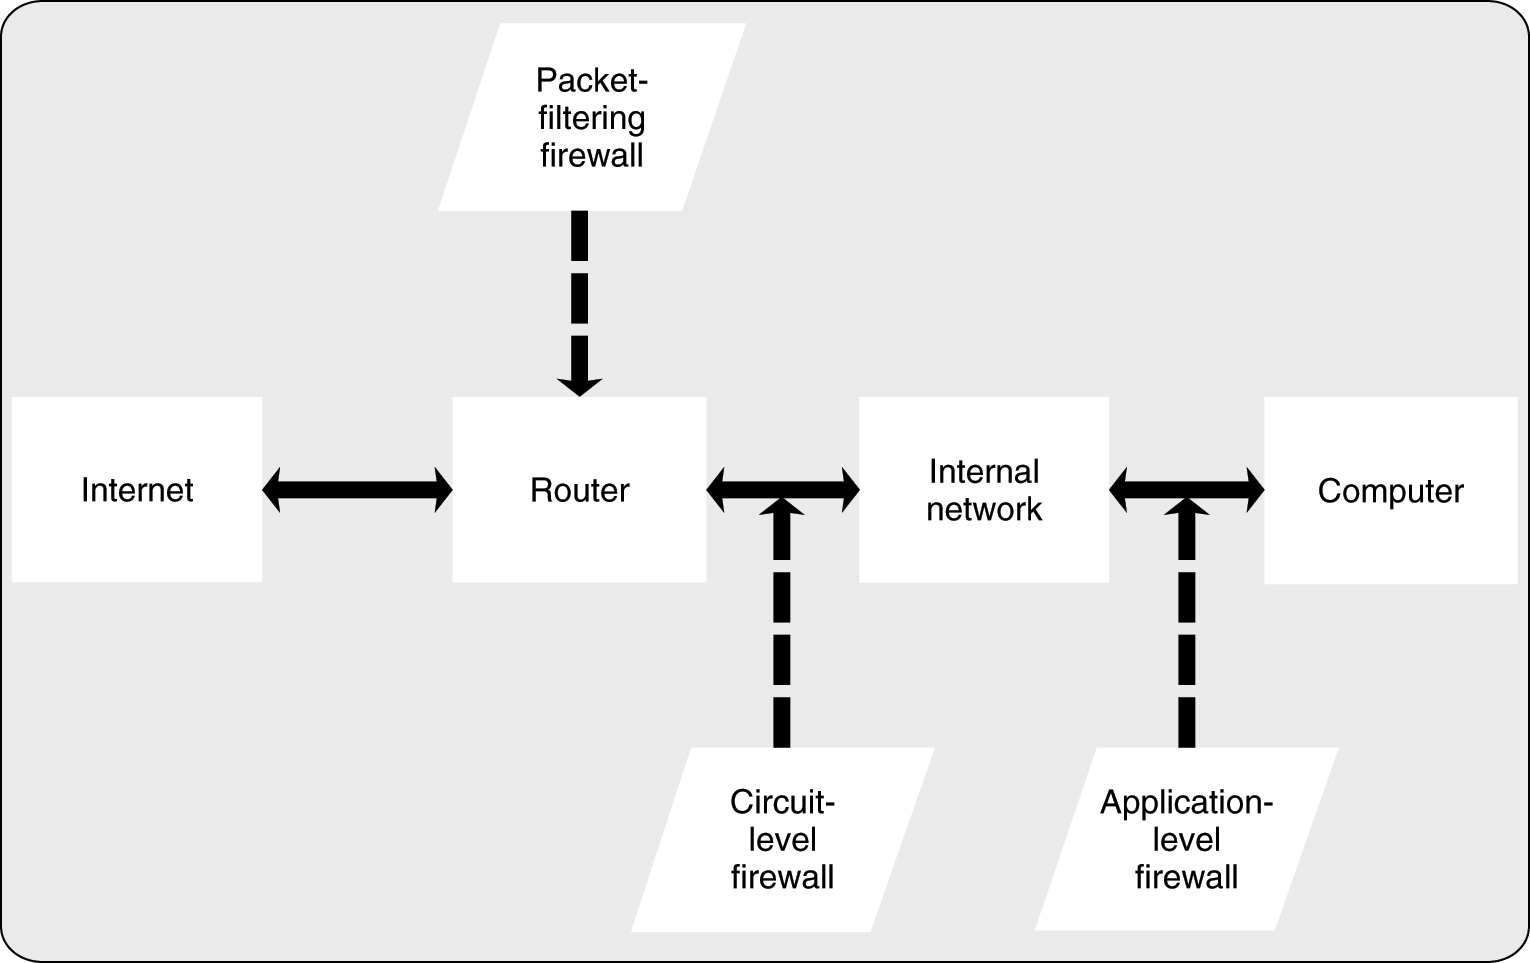 Packet-
filtering
firewall
Internet
Router
Internal
network
Computer
Circuit-
level
firewall
Application-
level
firewall